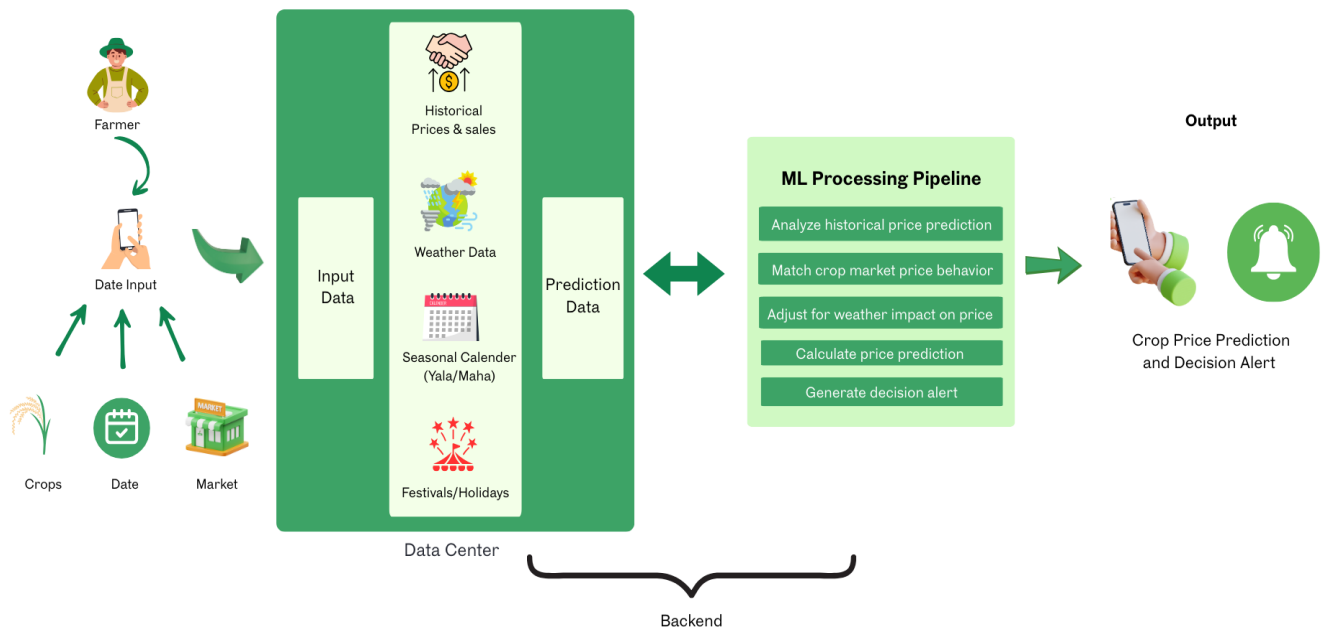 Farmer
Date Input
Crops
Date
MARKET
Market
Input
Data
Historical
Prices & sales
Weather Data
CALENDER
Seasonal Calender
(Yala/Maha)
Festivals/Holidays
Prediction
Data
Data Center
ML Processing Pipeline
Analyze historical price prediction
Match crop market price behavior
Adjust for weather impact on price
Calculate price prediction
Generate decision alert
Backend
Output
Crop Price Prediction
and Decision Alert